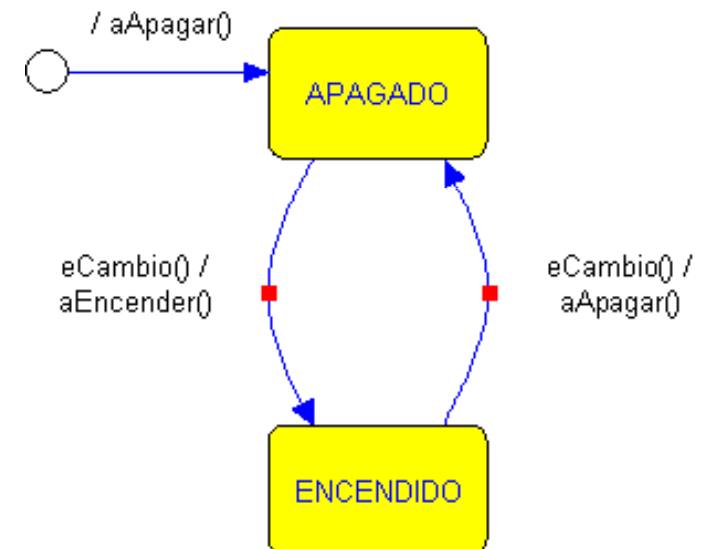 / aApagar()
APAGADO
eCambio() /
aEncender()
eCambio() /
aApagar()
ENCENDIDO